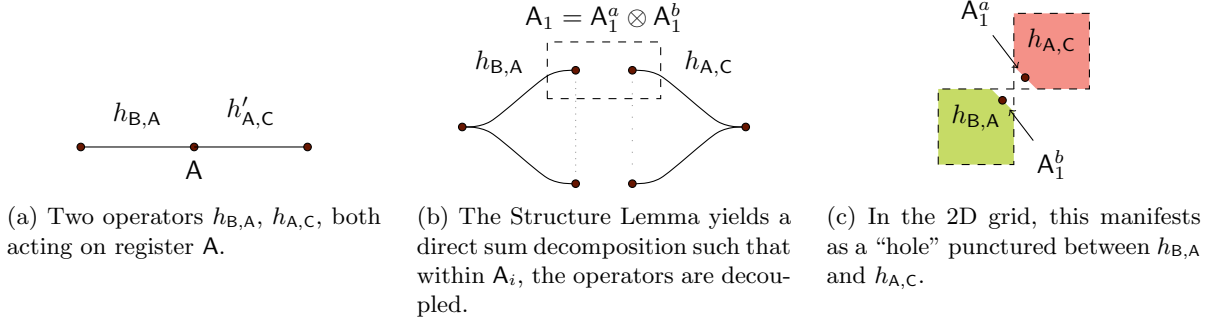 h_{B,A}
h'_{A,C}
A
(a) Two operators h_{B,A}, h_{A,C}, both
acting on register A.
A_1 = A_1^a ⊗ A_1^b
h_{B,A}
h_{A,C}
(b) The Structure Lemma yields a
direct sum decomposition such that
within A_i, the operators are decou-
pled.
A_1^a
h_{A,C}
h_{B,A}
A_1^b
(c) In the 2D grid, this manifests
as a “hole” punctured between h_{B,A}
and h_{A,C}.